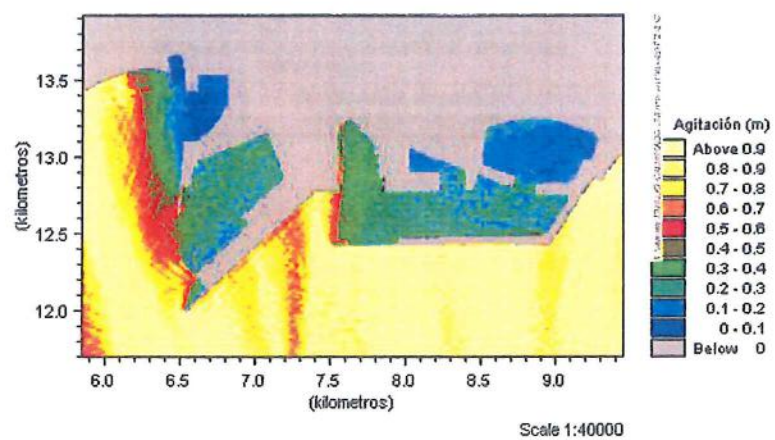 13.5
13.0
12.5
12.0
(kilometros)
6.0 6.5 7.0 7.5 8.0 8.5 9.0
(kilometros)
Scale 1:40000
Agitación (m)
Above 0.9
0.8 - 0.9
0.7 - 0.8
0.6 - 0.7
0.5 - 0.6
0.4 - 0.5
0.3 - 0.4
0.2 - 0.3
0.1 - 0.2
0 - 0.1
Below 0